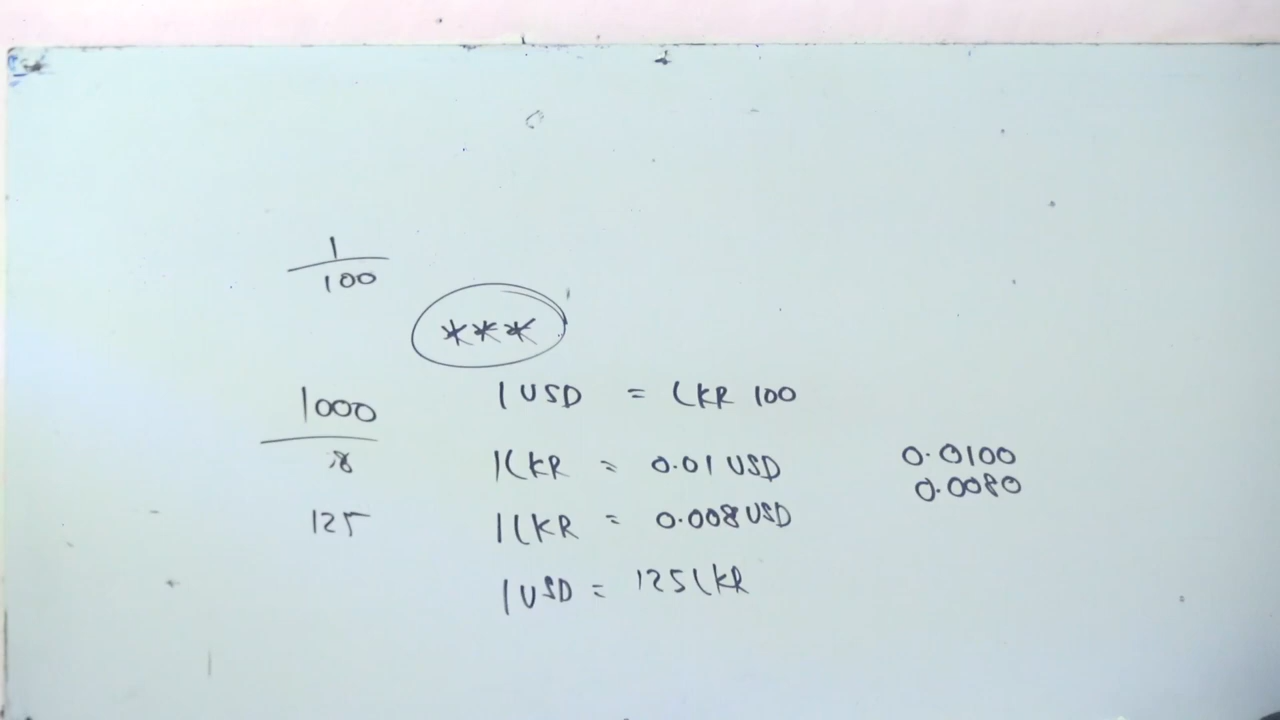 1
100
***
1000
8
125
1 USD = LKR 100
1 LKR = 0.01 USD
1 LKR = 0.008 USD
1 USD = 125 LKR
0.0100
0.0080